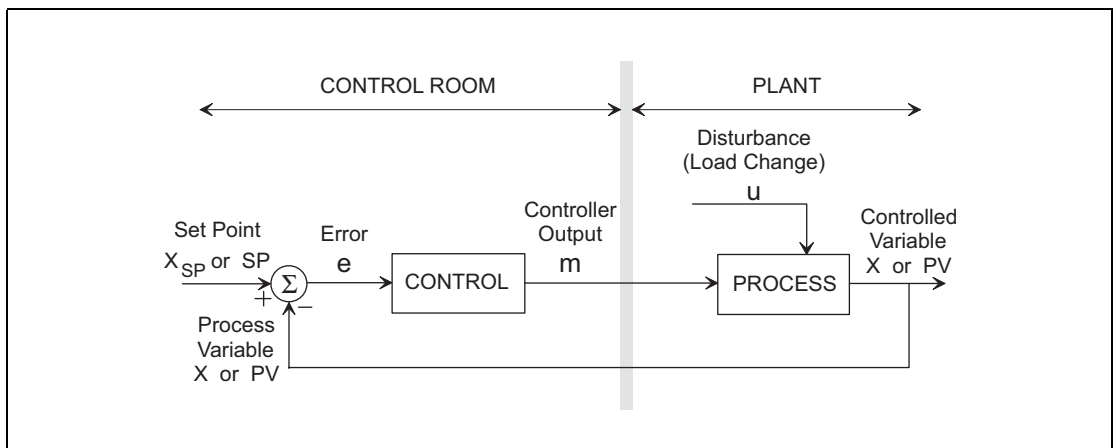 CONTROL ROOM
PLANT
Disturbance
(Load Change)
u
Set Point
X_SP or SP
Error
e
Controller
Output
m
Controlled
Variable
X or PV
+
Σ
−
CONTROL
PROCESS
Process
Variable
X or PV